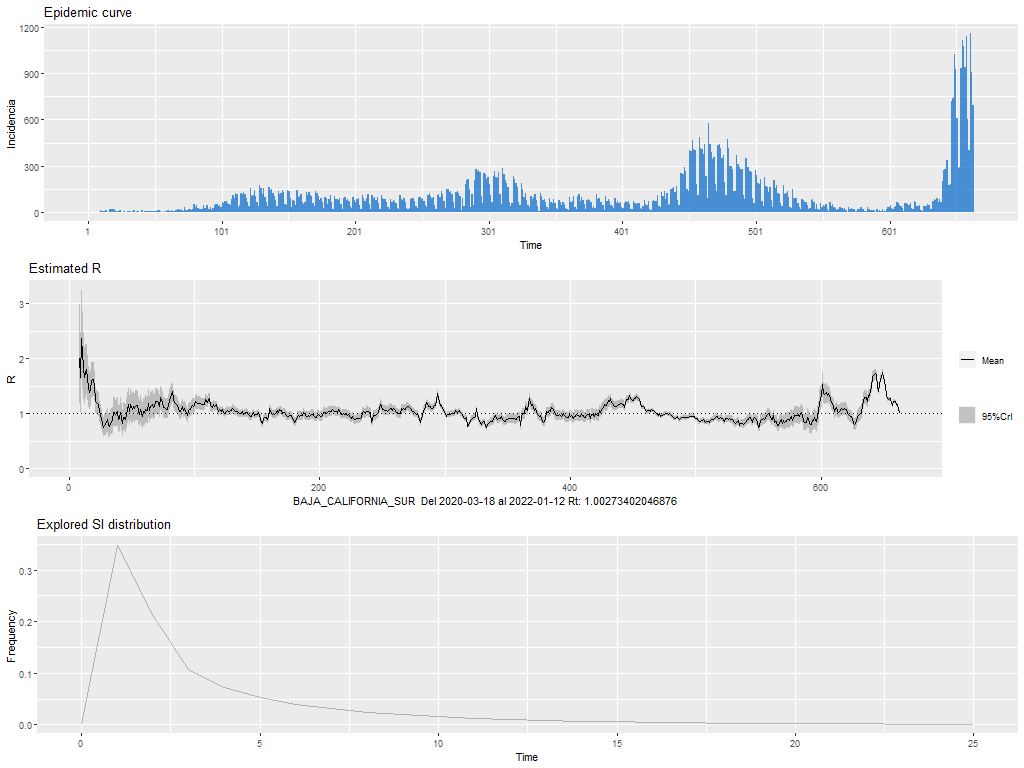 Epidemic curve
1200
900
600
300
0
Incidencia
1 101 201 301 401 501 601
Time
Estimated R
3
2
1
0
R
0 200 400 600
BAJA_CALIFORNIA_SUR Del 2020-03-18 al 2022-01-12 Rt: 1.00273402046876
Mean
95%CrI
Explored SI distribution
0.3
0.2
0.1
0.0
Frequency
0 5 10 15 20 25
Time